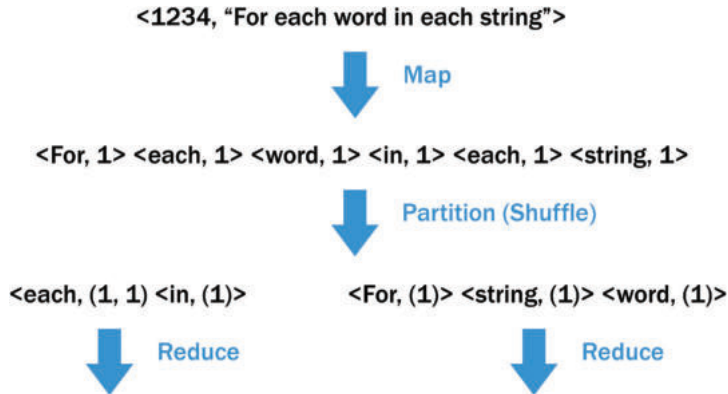 <1234, “For each word in each string”>
Map
<For, 1> <each, 1> <word, 1> <in, 1> <each, 1> <string, 1>
Partition (Shuffle)
<each, (1, 1) <in, (1)> <For, (1)> <string, (1)> <word, (1)>
Reduce Reduce